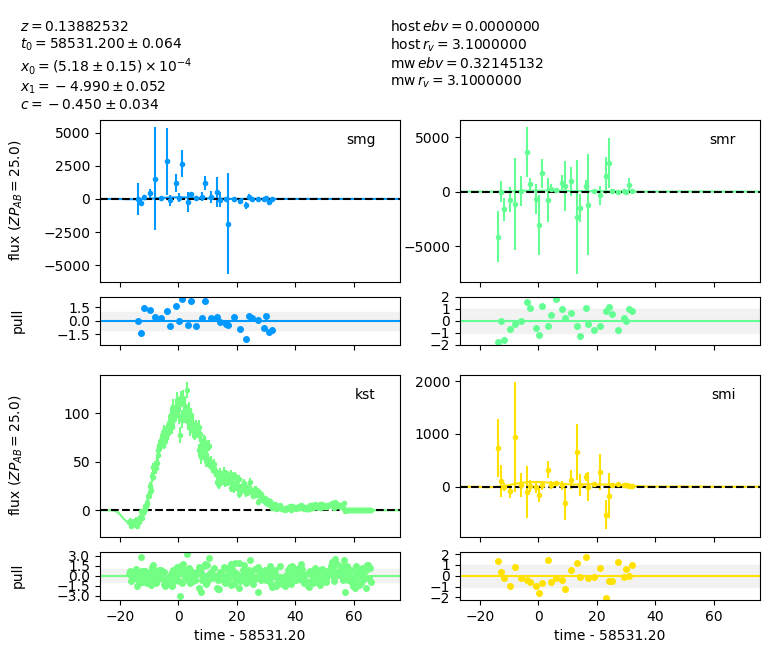 z = 0.13882532
t₀ = 58531.200 ± 0.064
x₀ = (5.18 ± 0.15) × 10⁻⁴
x₁ = −4.990 ± 0.052
c = −0.450 ± 0.034
host ebv = 0.0000000
host r_v = 3.1000000
mw ebv = 0.32145132
mw r_v = 3.1000000
flux (ZP_AB = 25.0)
5000
2500
0
−2500
−5000
smg
5000
0
−5000
smr
pull
1.5
0.0
−1.5
2
1
0
−1
−2
flux (ZP_AB = 25.0)
100
50
0
kst
2000
1000
0
smi
pull
3.0
1.5
0.0
−1.5
−3.0
2
1
0
−1
−2
−20 0 20 40 60
time - 58531.20
−20 0 20 40 60
time - 58531.20